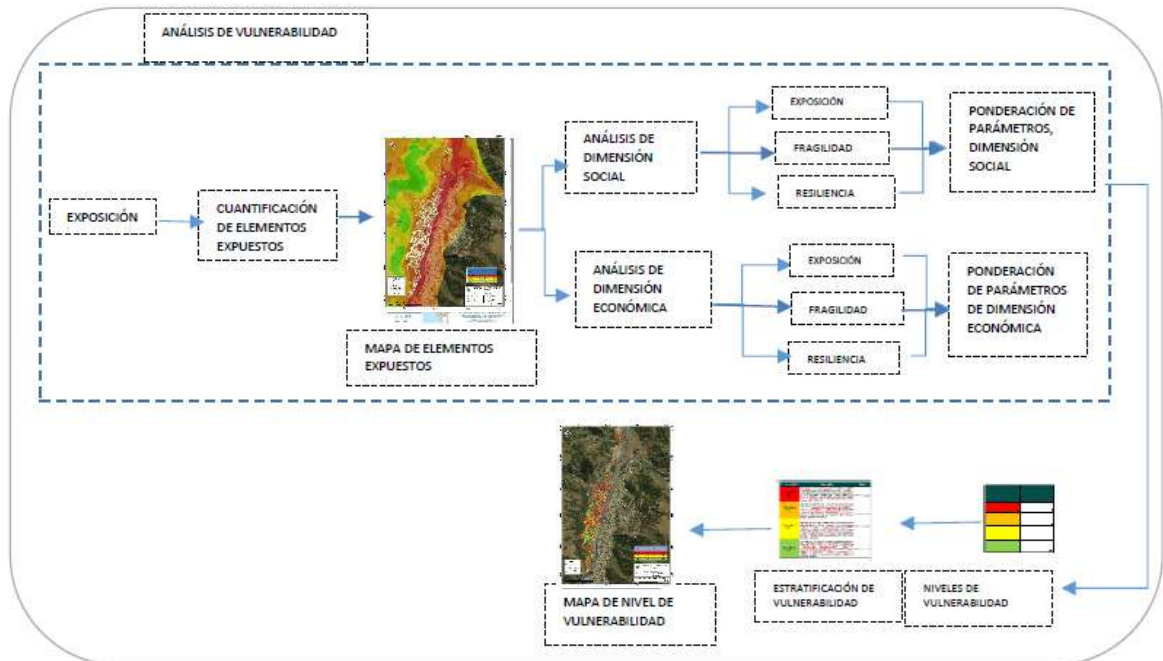 ANÁLISIS DE VULNERABILIDAD
EXPOSICIÓN
CUANTIFICACIÓN
DE ELEMENTOS
EXPUESTOS
MAPA DE ELEMENTOS
EXPUESTOS
ANÁLISIS DE
DIMENSIÓN
SOCIAL
EXPOSICIÓN
FRAGILIDAD
RESILIENCIA
PONDERACIÓN DE
PARÁMETROS,
DIMENSIÓN
SOCIAL
ANÁLISIS DE
DIMENSIÓN
ECONÓMICA
EXPOSICIÓN
FRAGILIDAD
RESILIENCIA
PONDERACIÓN
DE PARÁMETROS
DE DIMENSIÓN
ECONÓMICA
MAPA DE NIVEL DE
VULNERABILIDAD
ESTRATIFICACIÓN DE
VULNERABILIDAD
NIVELES DE
VULNERABILIDAD